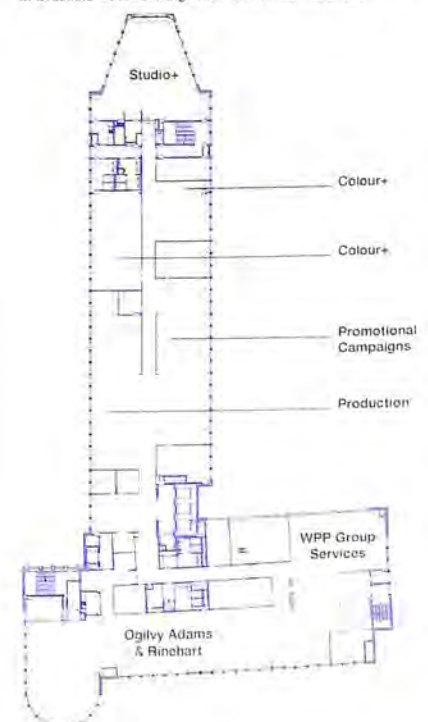 Studio+
Colour+
Colour+
Promotional
Campaigns
Production
WPP Group
Services
Ogilvy Adams
& Rinehart